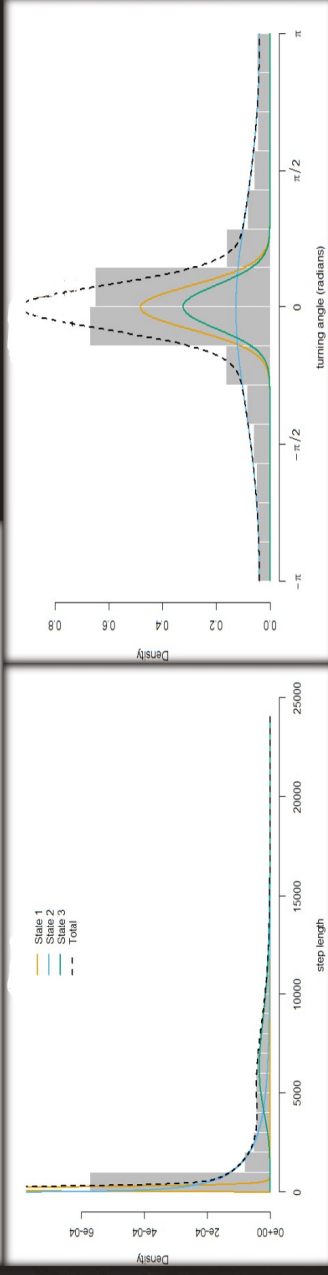 Density
6e-04
4e-04
2e-04
0e+00
State 1
State 2
State 3
Total
0
5000
10000
15000
20000
25000
step length
Density
0.8
0.6
0.4
0.2
0.0
−π
−π/2
0
π/2
π
turning angle (radians)